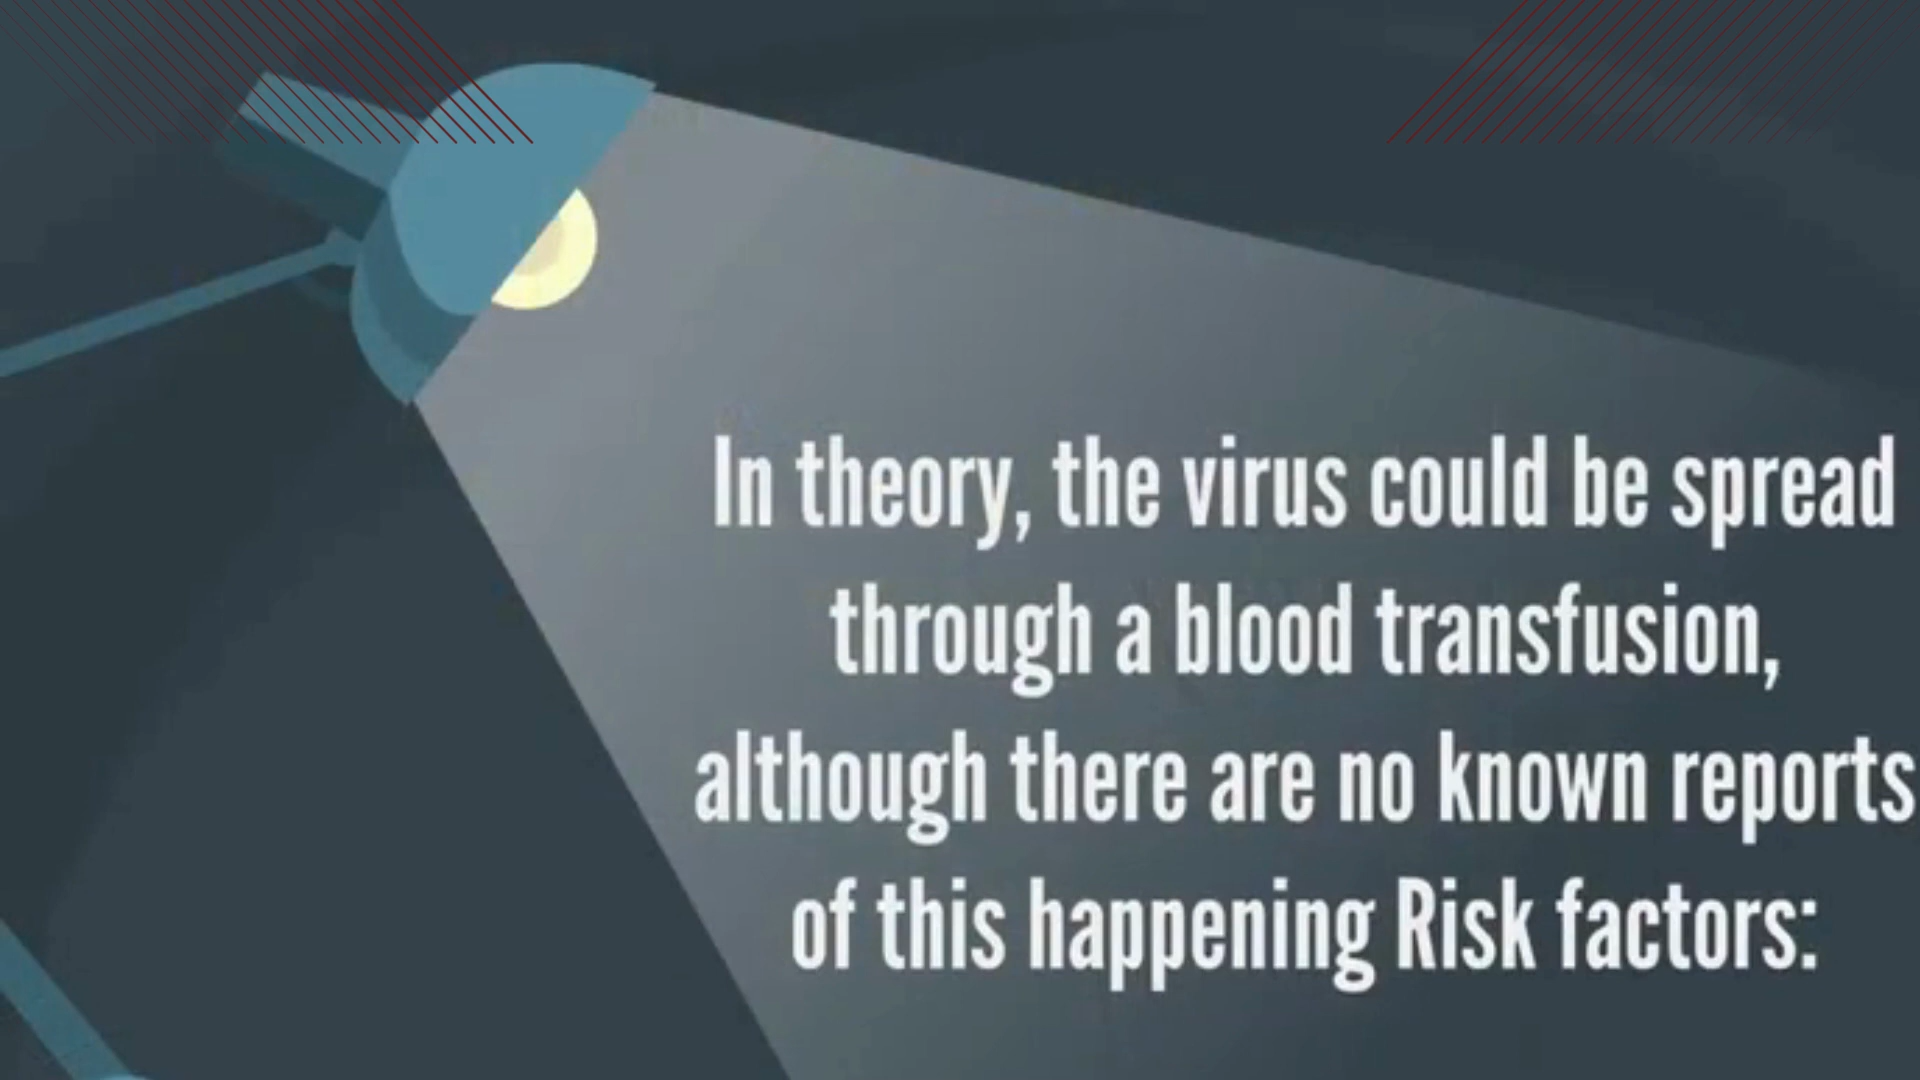 In theory, the virus could be spread
through a blood transfusion,
although there are no known reports
of this happening Risk factors: